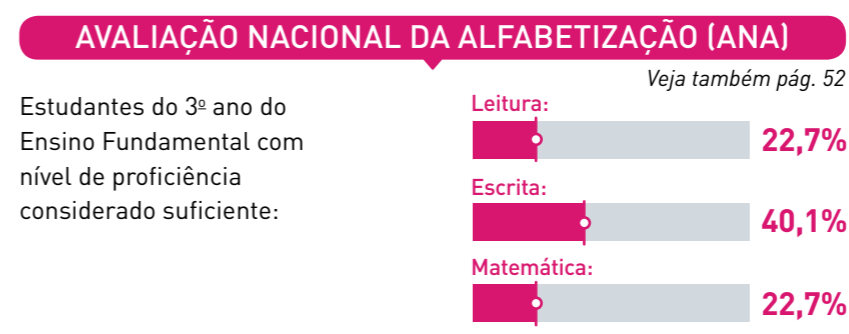 AVALIAÇÃO NACIONAL DA ALFABETIZAÇÃO (ANA)
Veja também pág. 52
Estudantes do 3º ano do
Ensino Fundamental com
nível de proficiência
considerado suficiente:
Leitura:
22,7%
Escrita:
40,1%
Matemática:
22,7%